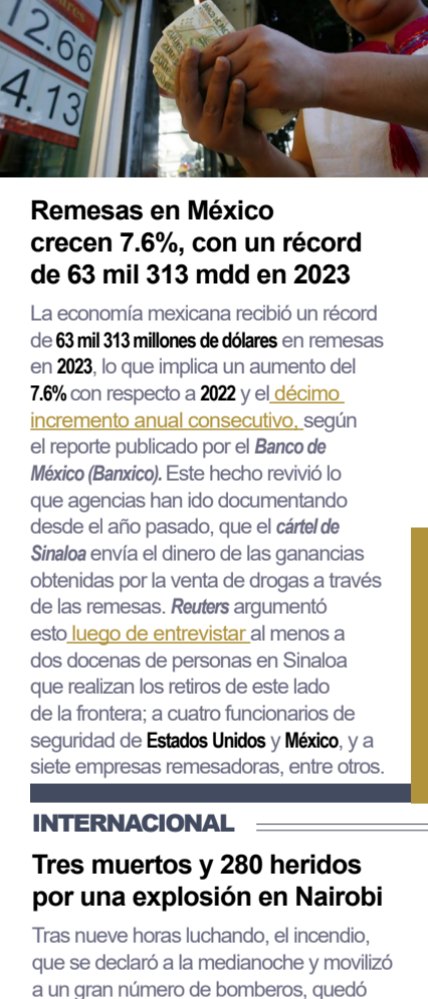 12.66
4.13
Remesas en México
crecen 7.6%, con un récord
de 63 mil 313 mdd en 2023
La economía mexicana recibió un récord
de 63 mil 313 millones de dólares en remesas
en 2023, lo que implica un aumento del
7.6% con respecto a 2022 y el décimo
incremento anual consecutivo, según
el reporte publicado por el Banco de
México (Banxico). Este hecho revivió lo
que agencias han ido documentando
desde el año pasado, que el cártel de
Sinaloa envía el dinero de las ganancias
obtenidas por la venta de drogas a través
de las remesas. Reuters argumentó
esto luego de entrevistar al menos a
dos docenas de personas en Sinaloa
que realizan los retiros de este lado
de la frontera; a cuatro funcionarios de
seguridad de Estados Unidos y México, y a
siete empresas remesadoras, entre otros.
INTERNACIONAL
Tres muertos y 280 heridos
por una explosión en Nairobi
Tras nueve horas luchando, el incendio,
que se declaró a la medianoche y movilizó
a un gran número de bomberos, quedó